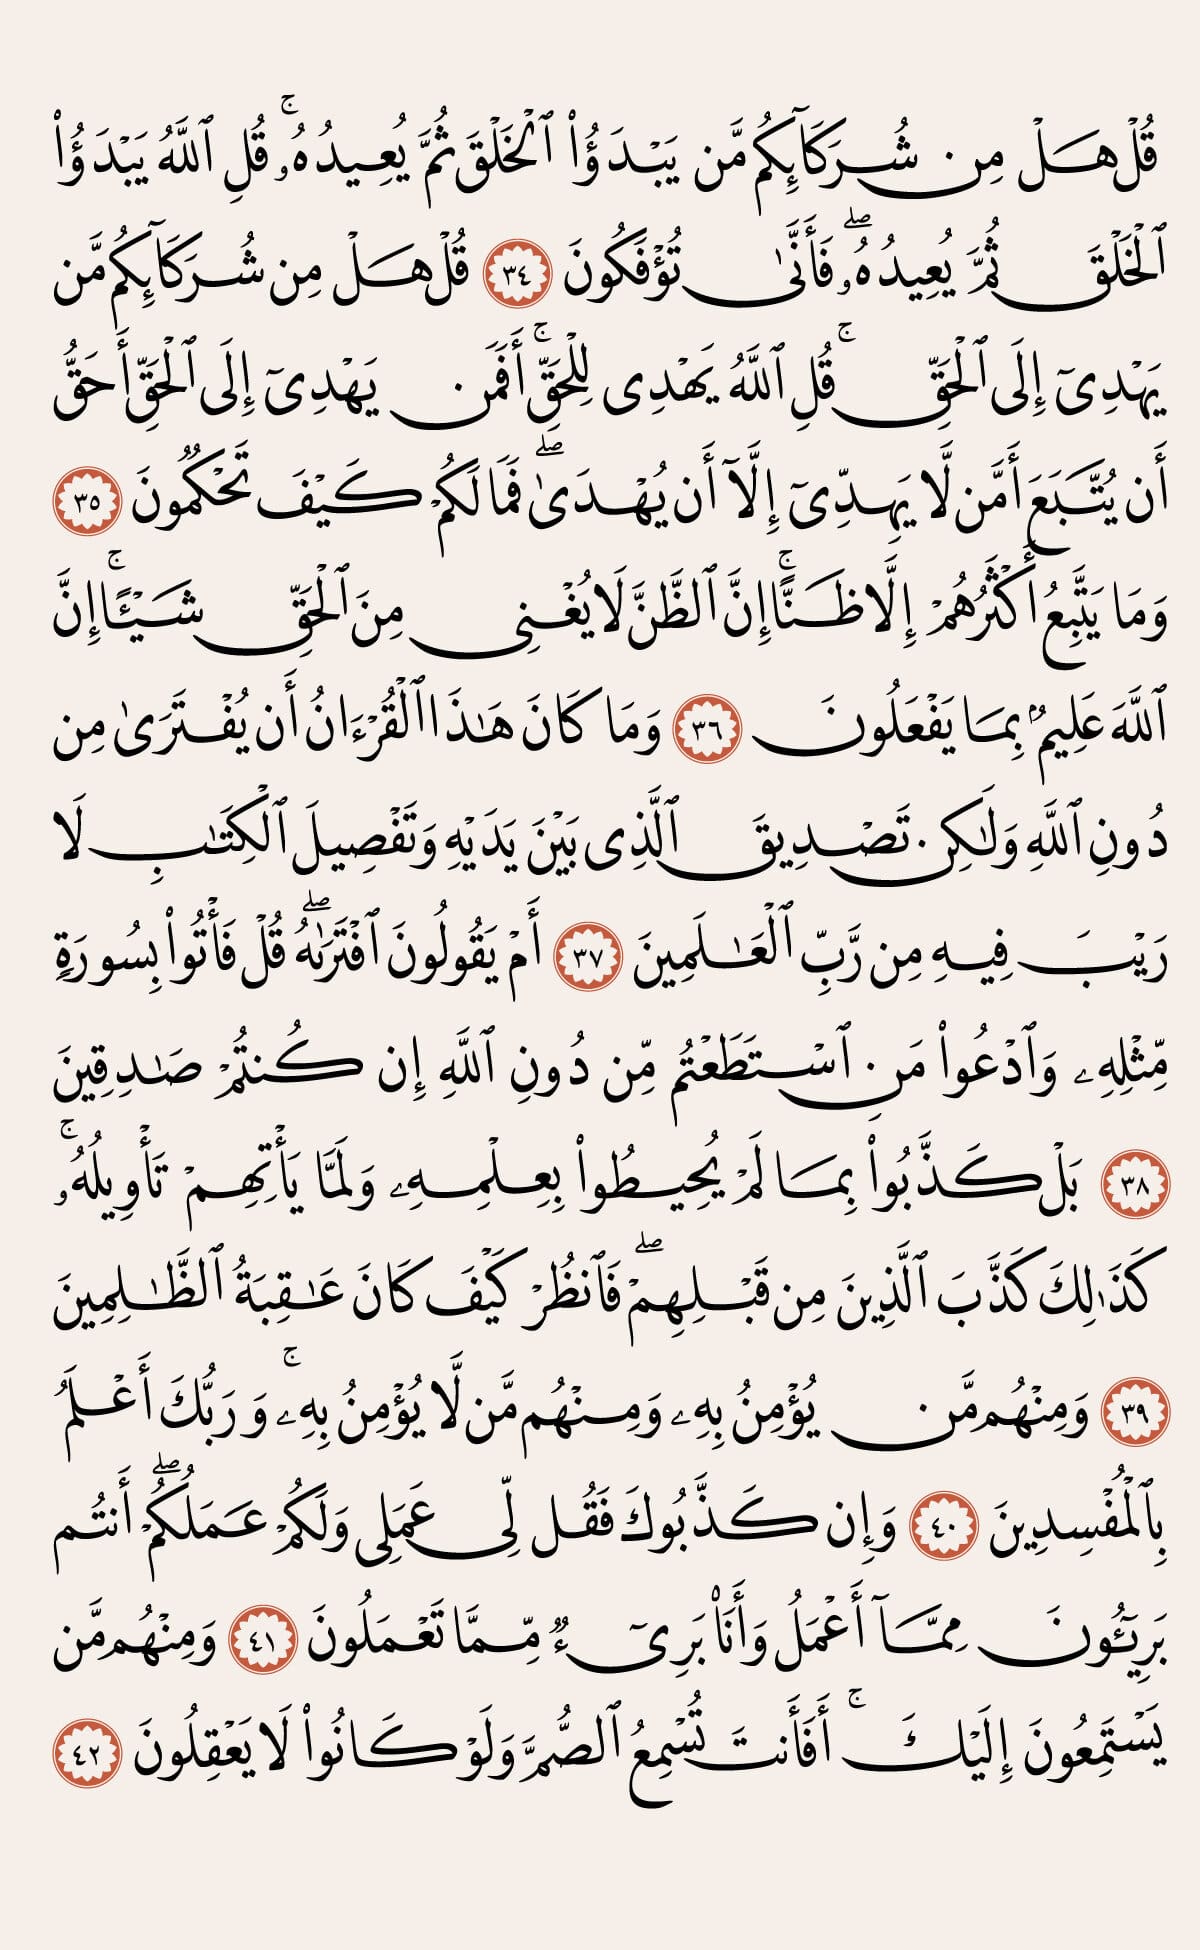 قُلْ هَلْ مِن شُرَكَآئِكُم مَّن يَبْدَؤُا۟ ٱلْخَلْقَ ثُمَّ يُعِيدُهُۥ ۚ قُلِ ٱللَّهُ يَبْدَؤُا۟
ٱلْخَلْقَ ثُمَّ يُعِيدُهُۥ ۖ فَأَنَّىٰ تُؤْفَكُونَ ٣٤ قُلْ هَلْ مِن شُرَكَآئِكُم مَّن
يَهْدِىٓ إِلَى ٱلْحَقِّ ۚ قُلِ ٱللَّهُ يَهْدِى لِلْحَقِّ ۗ أَفَمَن يَهْدِىٓ إِلَى ٱلْحَقِّ أَحَقُّ
أَن يُتَّبَعَ أَمَّن لَّا يَهِدِّىٓ إِلَّآ أَن يُهْدَىٰ ۖ فَمَا لَكُمْ كَيْفَ تَحْكُمُونَ ٣٥
وَمَا يَتَّبِعُ أَكْثَرُهُمْ إِلَّا ظَنًّا ۚ إِنَّ ٱلظَّنَّ لَا يُغْنِى مِنَ ٱلْحَقِّ شَيْـًٔا ۚ إِنَّ
ٱللَّهَ عَلِيمٌۢ بِمَا يَفْعَلُونَ ٣٦ وَمَا كَانَ هَـٰذَا ٱلْقُرْءَانُ أَن يُفْتَرَىٰ مِن
دُونِ ٱللَّهِ وَلَـٰكِن تَصْدِيقَ ٱلَّذِى بَيْنَ يَدَيْهِ وَتَفْصِيلَ ٱلْكِتَـٰبِ لَا
رَيْبَ فِيهِ مِن رَّبِّ ٱلْعَـٰلَمِينَ ٣٧ أَمْ يَقُولُونَ ٱفْتَرَىٰهُ ۖ قُلْ فَأْتُوا۟ بِسُورَةٍ
مِّثْلِهِۦ وَٱدْعُوا۟ مَنِ ٱسْتَطَعْتُم مِّن دُونِ ٱللَّهِ إِن كُنتُمْ صَـٰدِقِينَ
٣٨ بَلْ كَذَّبُوا۟ بِمَا لَمْ يُحِيطُوا۟ بِعِلْمِهِۦ وَلَمَّا يَأْتِهِمْ تَأْوِيلُهُۥ ۚ
كَذَٰلِكَ كَذَّبَ ٱلَّذِينَ مِن قَبْلِهِمْ ۖ فَٱنظُرْ كَيْفَ كَانَ عَـٰقِبَةُ ٱلظَّـٰلِمِينَ
٣٩ وَمِنْهُم مَّن يُؤْمِنُ بِهِۦ وَمِنْهُم مَّن لَّا يُؤْمِنُ بِهِۦ ۚ وَرَبُّكَ أَعْلَمُ
بِٱلْمُفْسِدِينَ ٤٠ وَإِن كَذَّبُوكَ فَقُل لِّى عَمَلِى وَلَكُمْ عَمَلُكُمْ ۖ أَنتُم
بَرِيٓـُٔونَ مِمَّآ أَعْمَلُ وَأَنَا۠ بَرِىٓءٌ مِّمَّا تَعْمَلُونَ ٤١ وَمِنْهُم مَّن
يَسْتَمِعُونَ إِلَيْكَ ۚ أَفَأَنتَ تُسْمِعُ ٱلصُّمَّ وَلَوْ كَانُوا۟ لَا يَعْقِلُونَ ٤٢